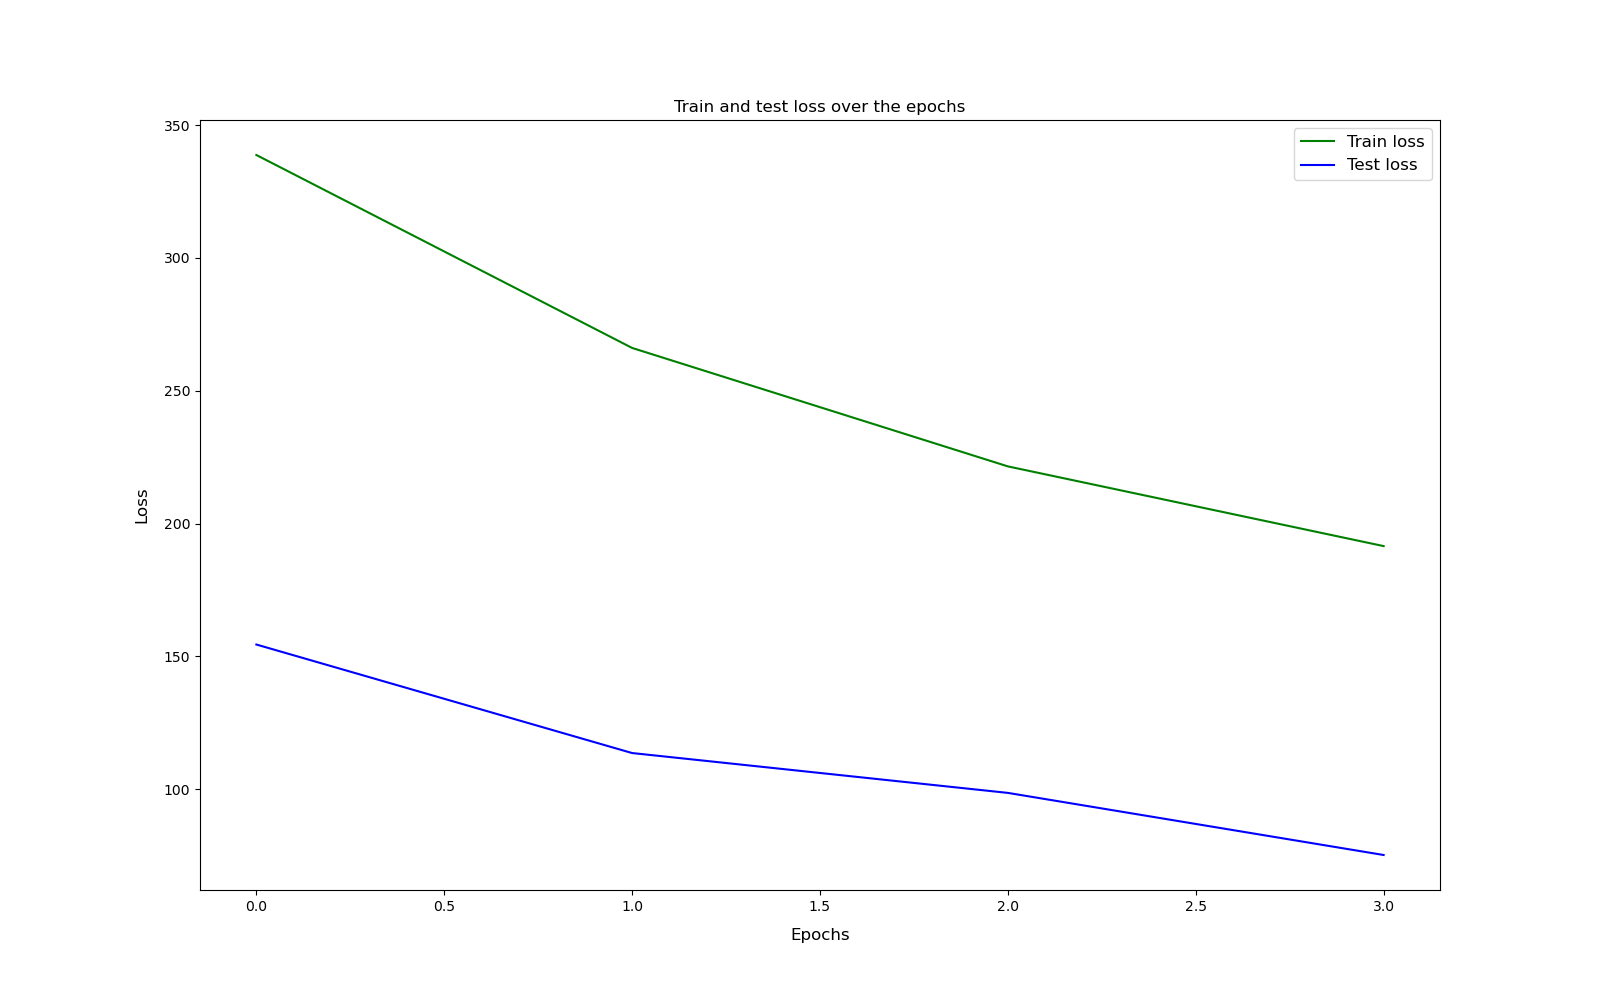 Train and test loss over the epochs
350
300
250
200
150
100
Loss
Train loss
Test loss
0.0 0.5 1.0 1.5 2.0 2.5 3.0
Epochs